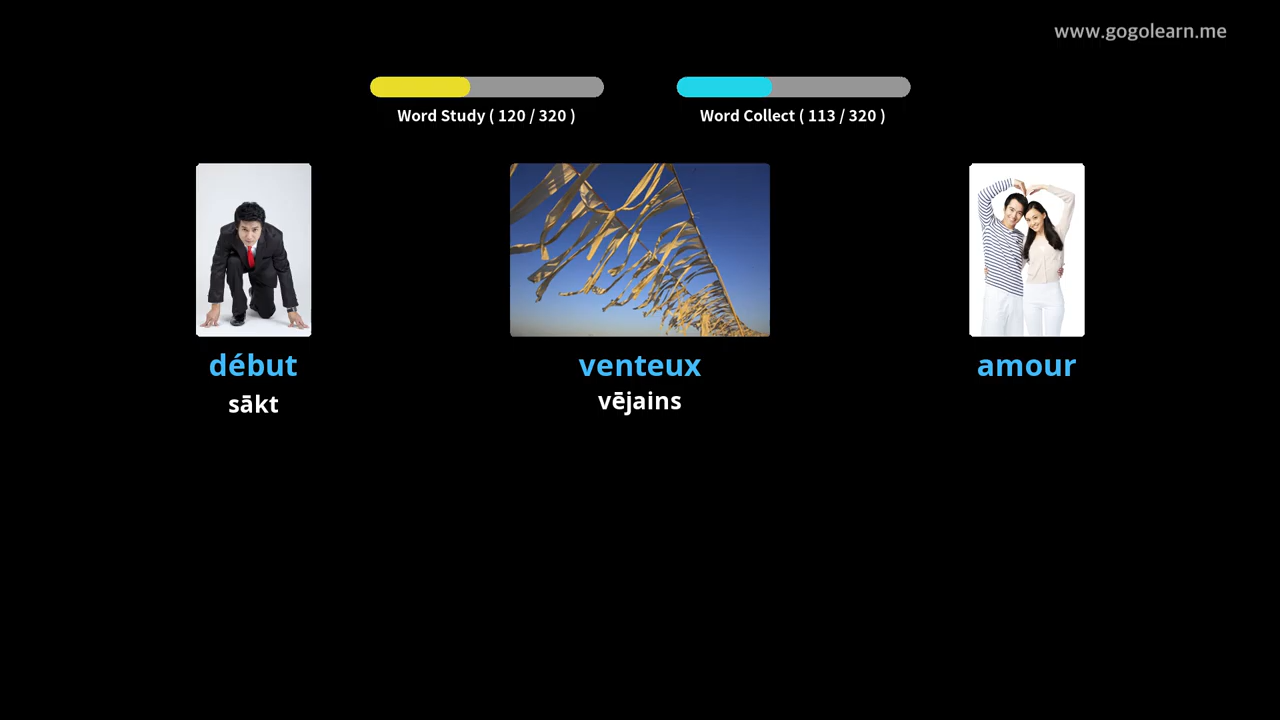 www.gogolearn.me
Word Study ( 120 / 320 )
Word Collect ( 113 / 320 )
début
venteux
amour
sākt
vējains